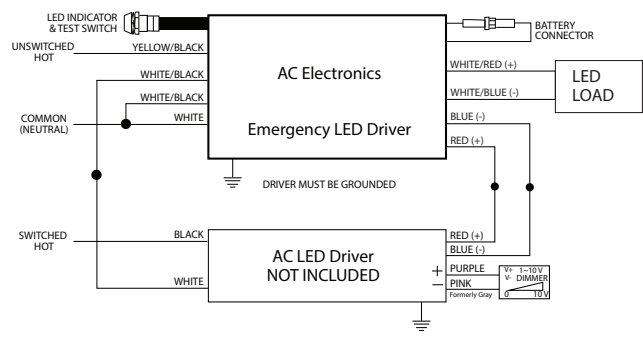 LED INDICATOR
& TEST SWITCH
BATTERY
CONNECTOR
UNSWITCHED
HOT
YELLOW/BLACK
WHITE/BLACK
WHITE/BLACK
COMMON
(NEUTRAL)
WHITE
AC Electronics
Emergency LED Driver
WHITE/RED (+)
WHITE/BLUE (-)
LED
LOAD
BLUE (-)
RED (+)
DRIVER MUST BE GROUNDED
SWITCHED
HOT
BLACK
WHITE
AC LED Driver
NOT INCLUDED
RED (+)
BLUE (-)
+ PURPLE
− PINK
Formerly Gray
V+ 1~10 V
V- DIMMER
0 10 V